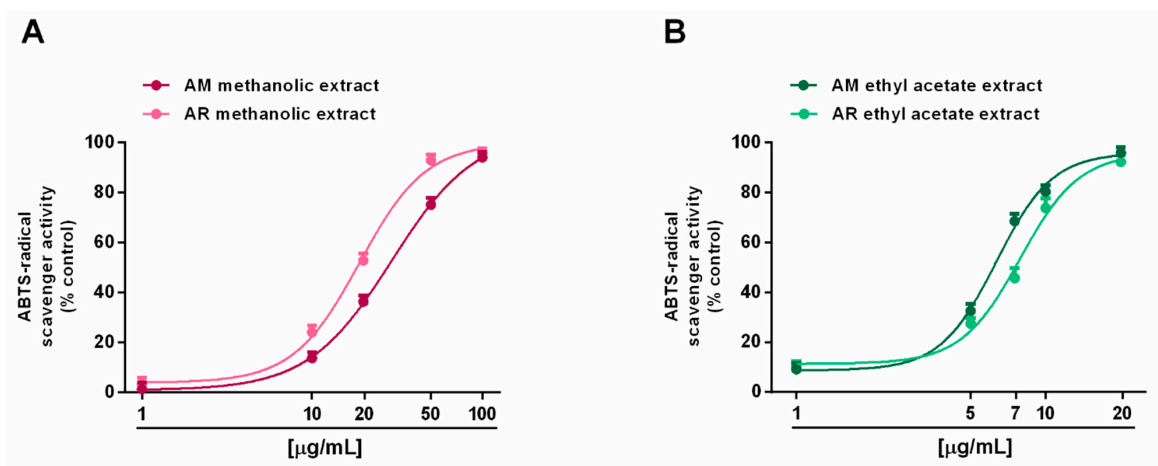 A
AM methanolic extract
AR methanolic extract
ABTS-radical
scavenger activity
(% control)
100
80
60
40
20
0
1 10 20 50 100
[μg/mL]
B
AM ethyl acetate extract
AR ethyl acetate extract
ABTS-radical
scavenger activity
(% control)
100
80
60
40
20
0
1 5 7 10 20
[μg/mL]